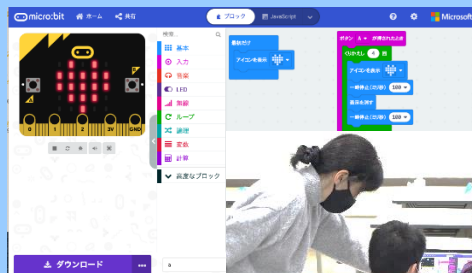 micro:bit
ホーム
共有
ブロック
JavaScript
Microsoft
検索...
基本
入力
音楽
LED
無線
ループ
論理
変数
計算
高度なブロック
0 1 2 3V GND
ダウンロード
a
最初だけ
アイコンを表示
ボタン A が押されたとき
くりかえし 4 回
アイコンを表示
一時停止（ミリ秒） 100
表示を消す
一時停止（ミリ秒） 100